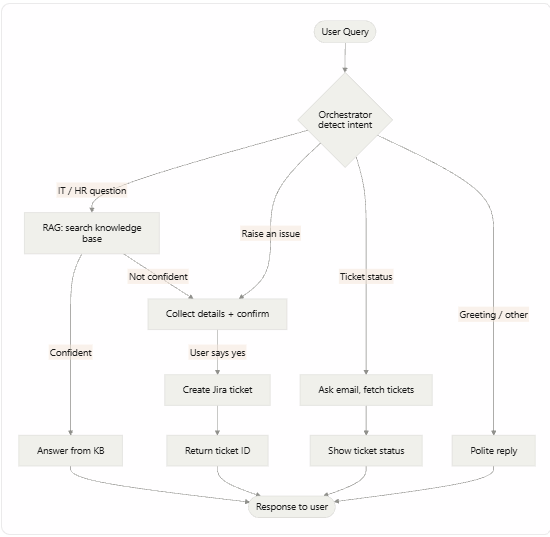 User Query
Orchestrator
detect intent
IT / HR question
RAG: search knowledge
base
Raise an issue
Not confident
Ticket status
Collect details + confirm
Greeting / other
Confident
User says yes
Create Jira ticket
Ask email, fetch tickets
Answer from KB
Return ticket ID
Show ticket status
Polite reply
Response to user